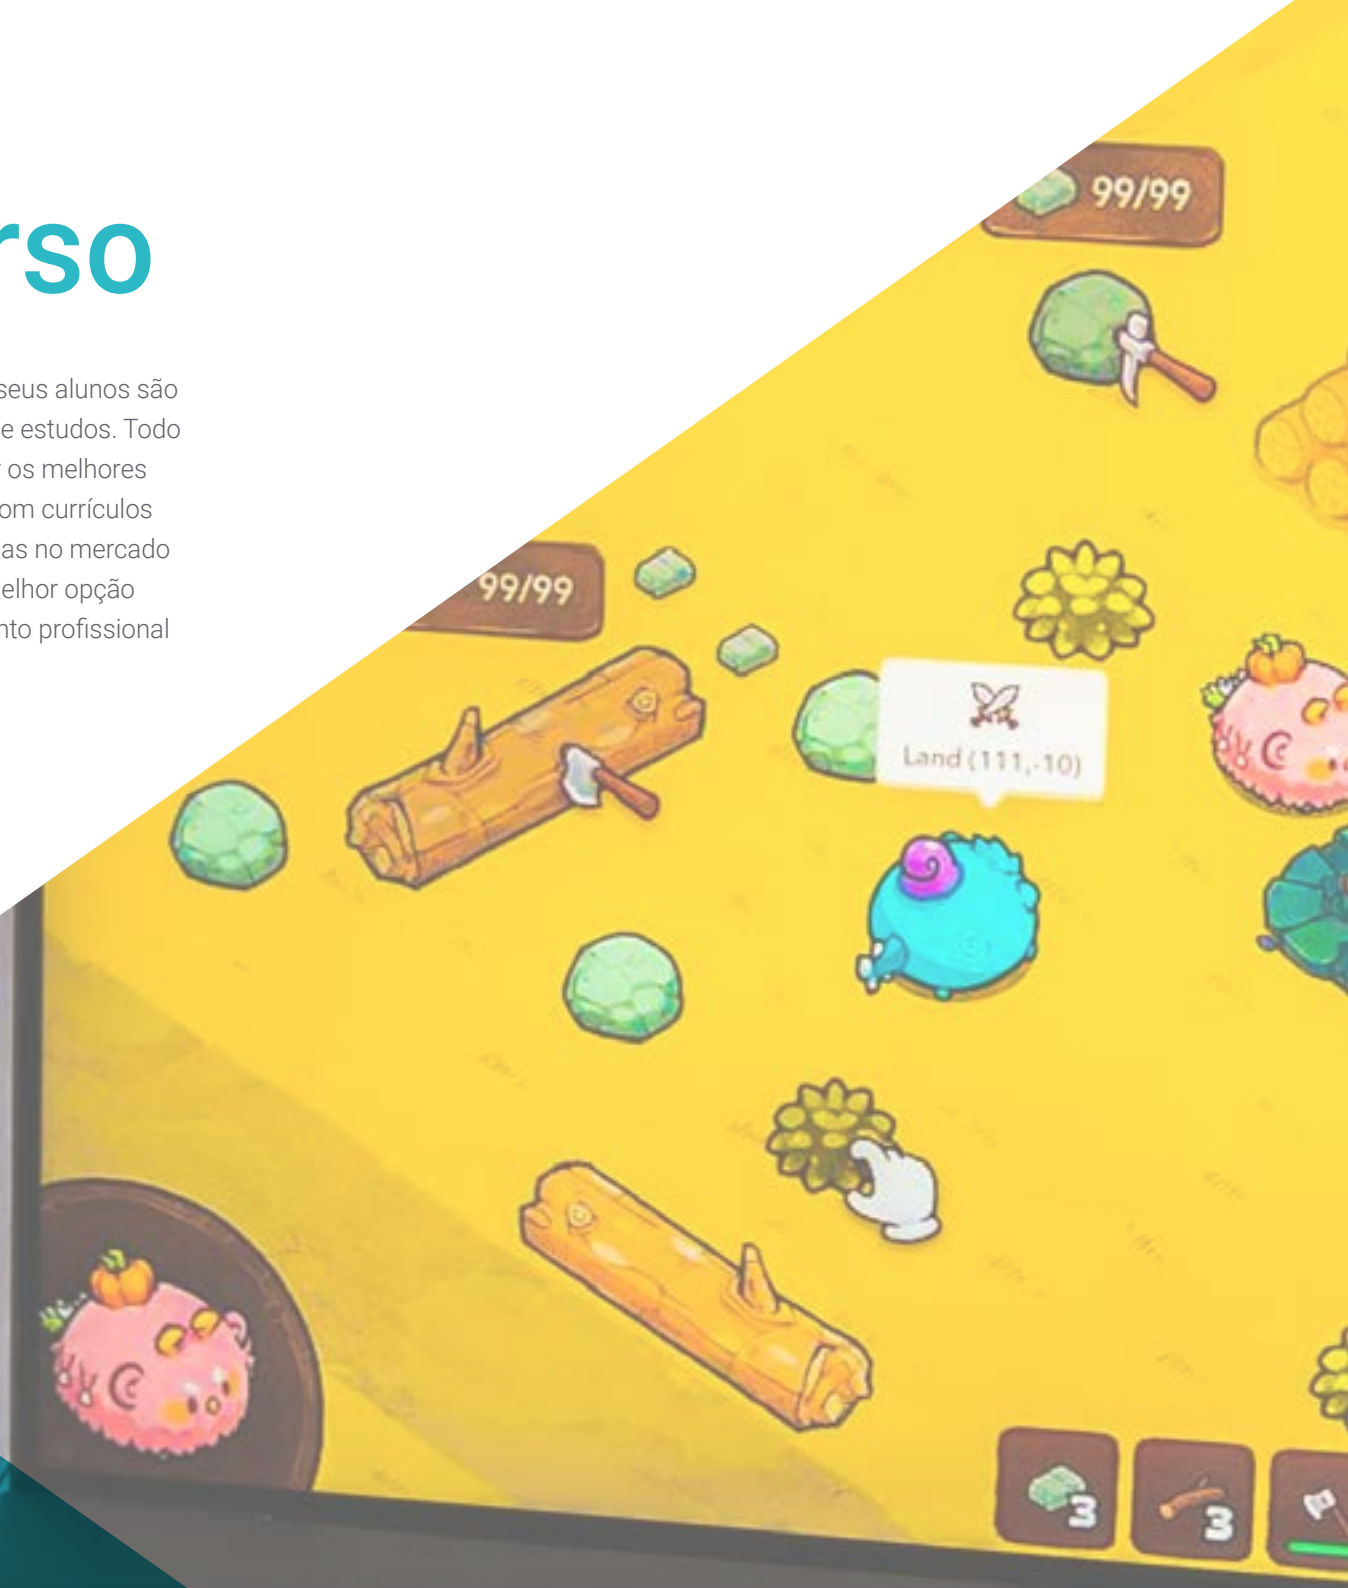 rso
seus alunos são
e estudos. Todo
os melhores
om currículos
as no mercado
elhor opção
nto profissional
99/99
99/99
Land (111,-10)
3
3